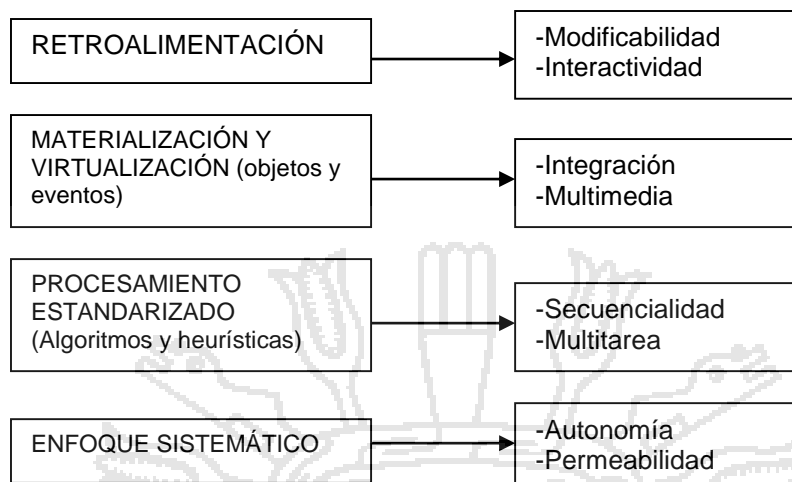 RETROALIMENTACIÓN
-Modificabilidad
-Interactividad
MATERIALIZACIÓN Y
VIRTUALIZACIÓN (objetos y
eventos)
-Integración
-Multimedia
PROCESAMIENTO
ESTANDARIZADO
(Algoritmos y heurísticas)
-Secuencialidad
-Multitarea
ENFOQUE SISTEMÁTICO
-Autonomía
-Permeabilidad